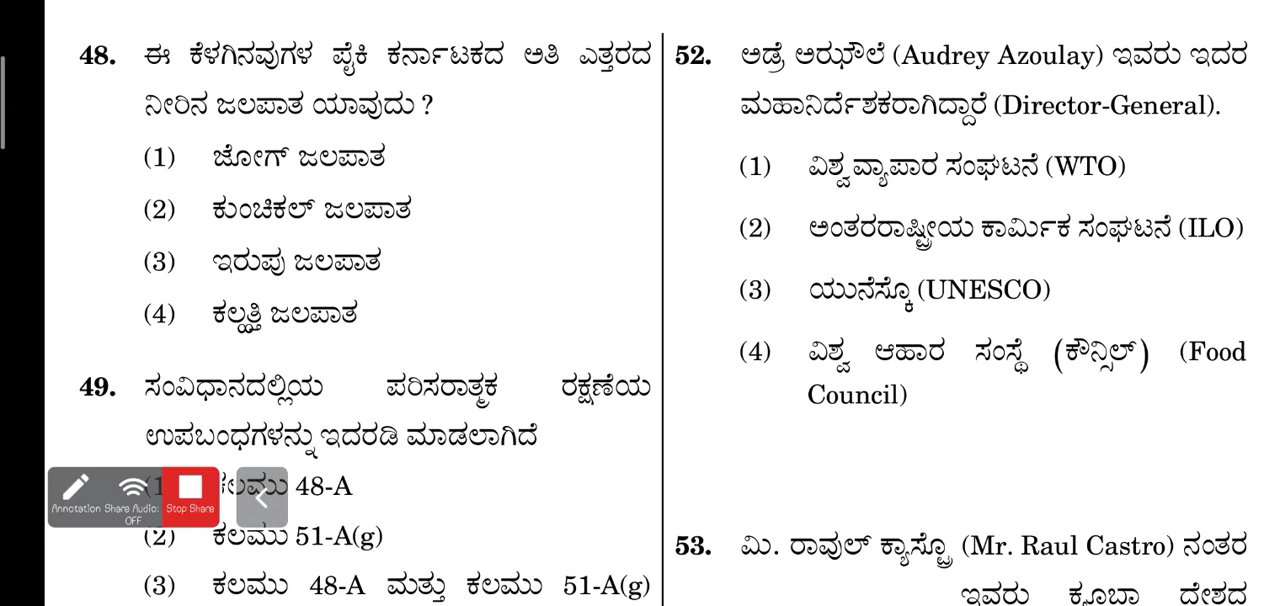 48. ಈ ಕೆಳಗಿನವುಗಳ ಪೈಕಿ ಕರ್ನಾಟಕದ ಅತಿ ಎತ್ತರದ
ನೀರಿನ ಜಲಪಾತ ಯಾವುದು ?
(1) ಜೋಗ್ ಜಲಪಾತ
(2) ಕುಂಚಿಕಲ್ ಜಲಪಾತ
(3) ಇರುಪು ಜಲಪಾತ
(4) ಕಲ್ಹತ್ತಿ ಜಲಪಾತ
49. ಸಂವಿಧಾನದಲ್ಲಿಯ ಪರಿಸರಾತ್ಮಕ ರಕ್ಷಣೆಯ
ಉಪಬಂಧಗಳನ್ನು ಇದರಡಿ ಮಾಡಲಾಗಿದೆ
(1 ಕಲಮು 48-A
(2) ಕಲಮು 51-A(g)
(3) ಕಲಮು 48-A ಮತ್ತು ಕಲಮು 51-A(g)
Annotation Share Audio: OFF Stop Share
52. ಅಡ್ರೆ ಅಝೌಲೆ (Audrey Azoulay) ಇವರು ಇದರ
ಮಹಾನಿರ್ದೆಶಕರಾಗಿದ್ದಾರೆ (Director-General).
(1) ವಿಶ್ವ ವ್ಯಾಪಾರ ಸಂಘಟನೆ (WTO)
(2) ಅಂತರರಾಷ್ಟ್ರೀಯ ಕಾರ್ಮಿಕ ಸಂಘಟನೆ (ILO)
(3) ಯುನೆಸ್ಕೊ (UNESCO)
(4) ವಿಶ್ವ ಆಹಾರ ಸಂಸ್ಥೆ (ಕೌನ್ಸಿಲ್) (Food
Council)
53. ಮಿ. ರಾವುಲ್ ಕ್ಯಾಸ್ಟ್ರೊ (Mr. Raul Castro) ನಂತರ
ಇವರು ಕ್ಯೂಬಾ ದೇಶದ